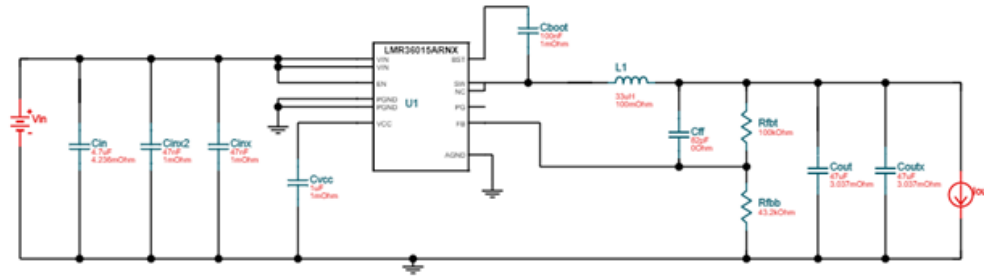 Cboot
100nF
1mOhm
LMR36015ARNX
VIN
VIN
EN
PGND
PGND
VCC
BST
SW
NC
PG
FB
AGND
U1
L1
33uH
100mOhm
Vin
Cin
4.7uF
4.236mOhm
Cinx2
47nF
1mOhm
Cinx
47nF
1mOhm
Cvcc
1uF
1mOhm
Cff
62pF
0Ohm
Rfbt
100kOhm
Rfbb
43.2kOhm
Cout
47uF
3.037mOhm
Coutx
47uF
3.037mOhm